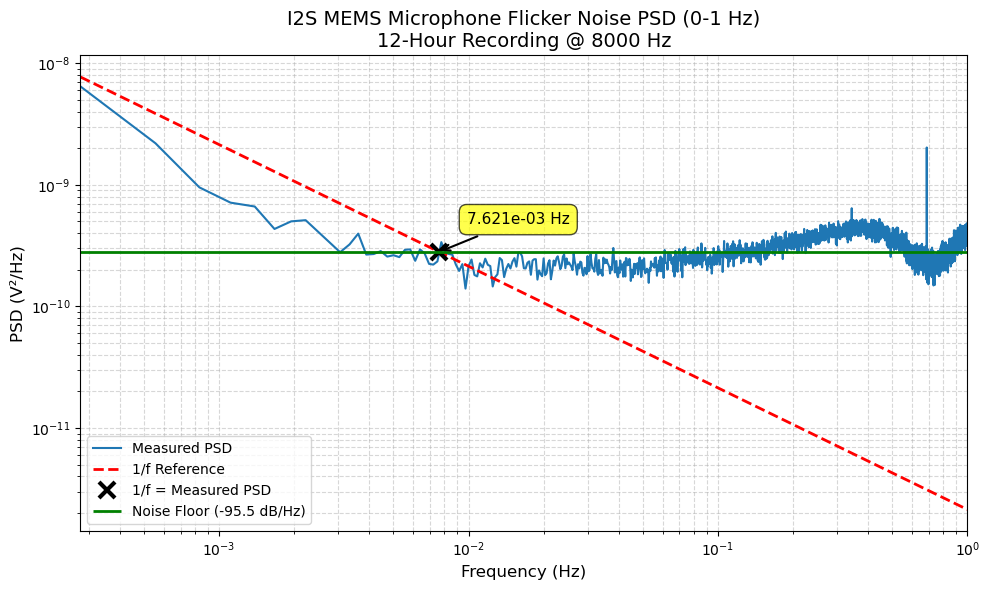 I2S MEMS Microphone Flicker Noise PSD (0-1 Hz)
12-Hour Recording @ 8000 Hz
PSD (V²/Hz)
10⁻⁸
10⁻⁹
10⁻¹⁰
10⁻¹¹
7.621e-03 Hz
Measured PSD
1/f Reference
1/f = Measured PSD
Noise Floor (-95.5 dB/Hz)
10⁻³
10⁻²
10⁻¹
10⁰
Frequency (Hz)